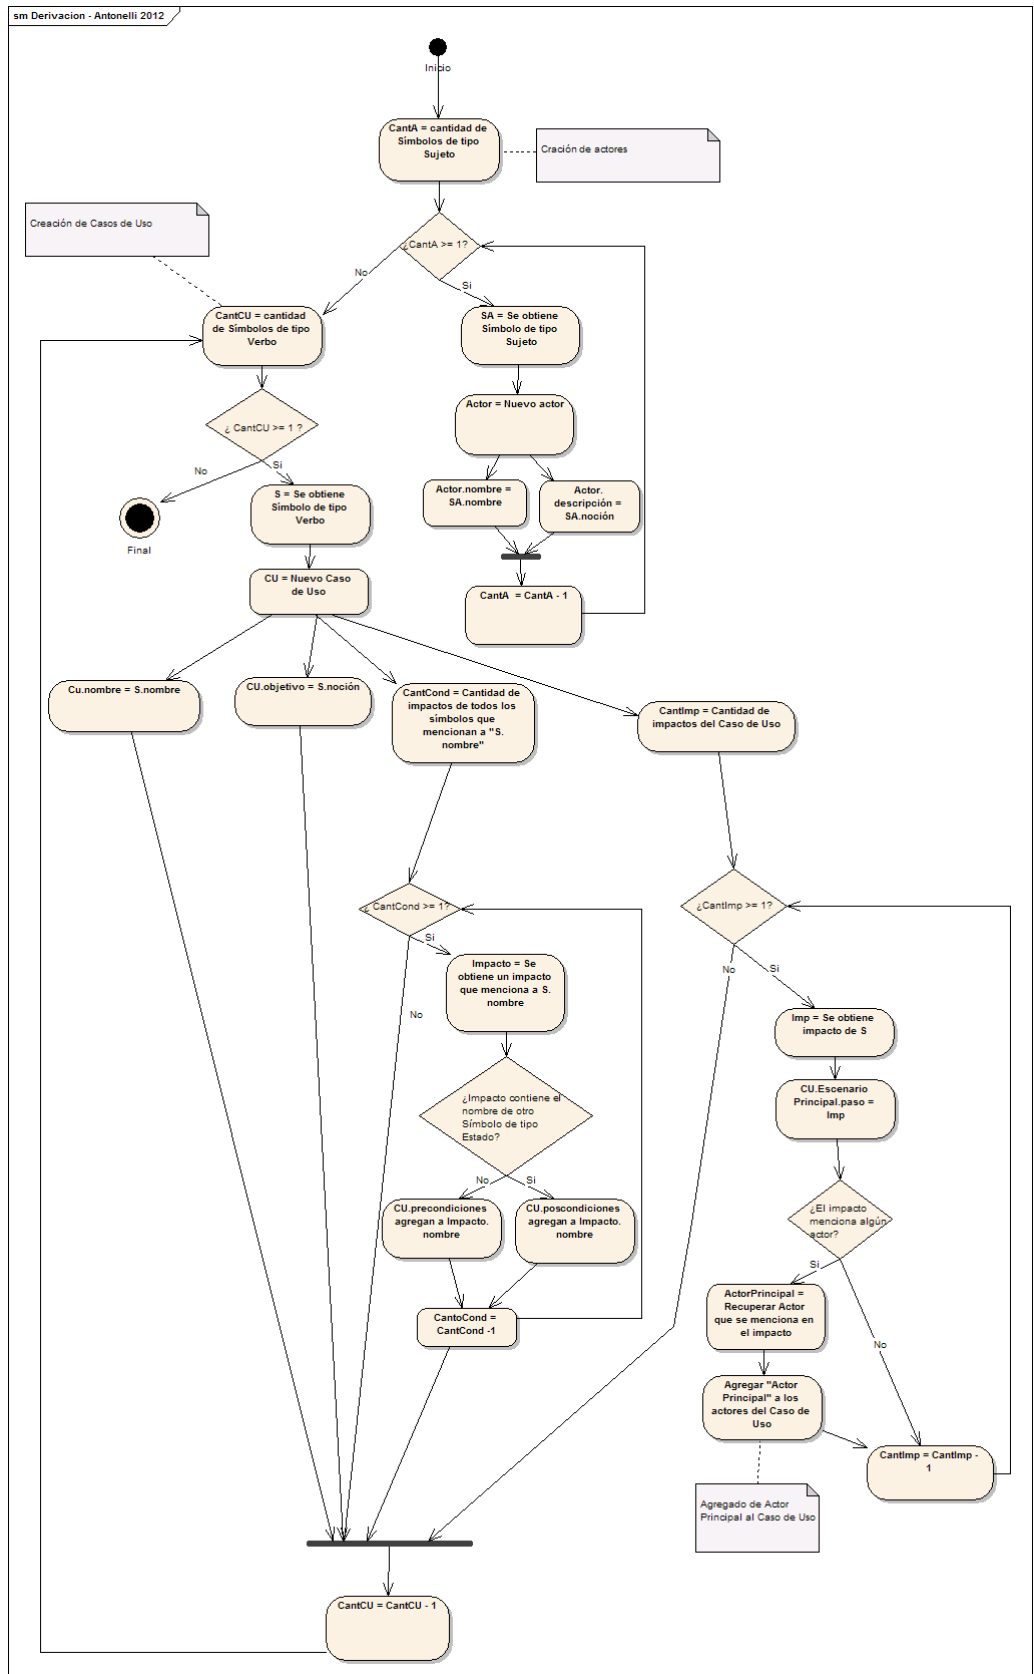 sm Derivacion - Antonelli 2012
Inicio
CantA = cantidad de
Símbolos de tipo
Sujeto
Cración de actores
Creación de Casos de Uso
¿CantA >= 1?
No
Si
CantCU = cantidad
de Símbolos de tipo
Verbo
SA = Se obtiene
Símbolo de tipo
Sujeto
Actor = Nuevo actor
¿ CantCU >= 1 ?
No
Si
Actor.nombre =
SA.nombre
Actor.
descripción =
SA.noción
S = Se obtiene
Símbolo de tipo
Verbo
Final
CU = Nuevo Caso
de Uso
CantA  = CantA - 1
Cu.nombre = S.nombre
CU.objetivo = S.noción
CantCond = Cantidad de
impactos de todos los
símbolos que
mencionan a "S.
nombre"
CantImp = Cantidad de
impactos del Caso de Uso
¿ CantCond >= 1?
Si
No
¿CantImp >= 1?
No
Si
Impacto = Se
obtiene un impacto
que menciona a S.
nombre
Imp = Se obtiene
impacto de S
¿Impacto contiene el
nombre de otro
Símbolo de tipo
Estado?
CU.Escenario
Principal.paso =
Imp
No
Si
CU.precondiciones
agregan a Impacto.
nombre
CU.poscondiciones
agregan a Impacto.
nombre
¿El impacto
menciona algún
actor?
Si
No
CantoCond =
CantCond -1
ActorPrincipal =
Recuperar Actor
que se menciona en
el impacto
Agregar "Actor
Principal" a los
actores del Caso de
Uso
CantImp = CantImp -
1
Agregado de Actor
Principal al Caso de Uso
CantCU = CantCU - 1